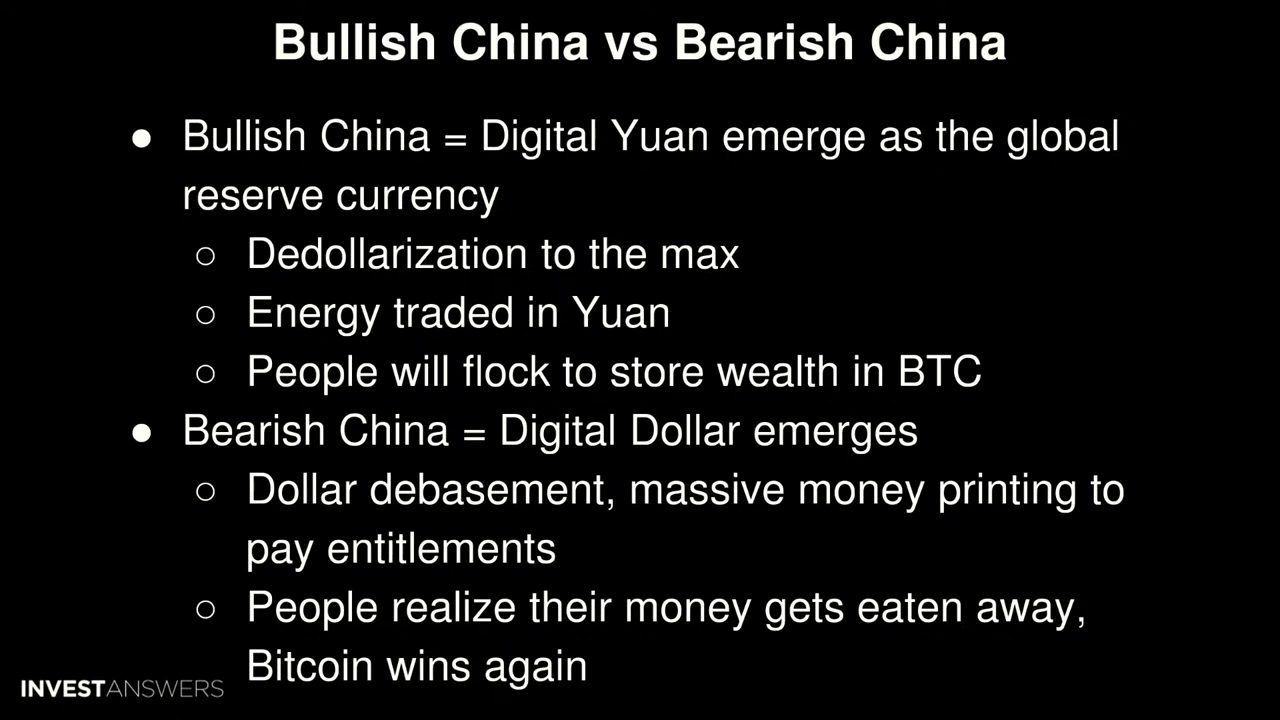 Bullish China vs Bearish China
● Bullish China = Digital Yuan emerge as the global
reserve currency
○ Dedollarization to the max
○ Energy traded in Yuan
○ People will flock to store wealth in BTC
● Bearish China = Digital Dollar emerges
○ Dollar debasement, massive money printing to
pay entitlements
○ People realize their money gets eaten away,
Bitcoin wins again
INVESTANSWERS